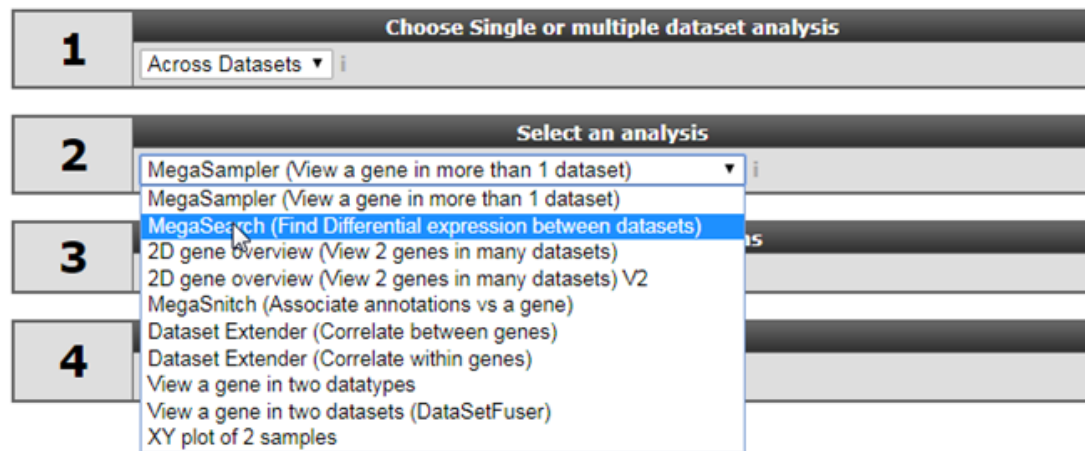 1
Choose Single or multiple dataset analysis
Across Datasets ▼ i
2
Select an analysis
MegaSampler (View a gene in more than 1 dataset) ▼ i
MegaSampler (View a gene in more than 1 dataset)
MegaSearch (Find Differential expression between datasets)
3
2D gene overview (View 2 genes in many datasets)
2D gene overview (View 2 genes in many datasets) V2
MegaSnitch (Associate annotations vs a gene)
Dataset Extender (Correlate between genes)
4
Dataset Extender (Correlate within genes)
View a gene in two datatypes
View a gene in two datasets (DataSetFuser)
XY plot of 2 samples